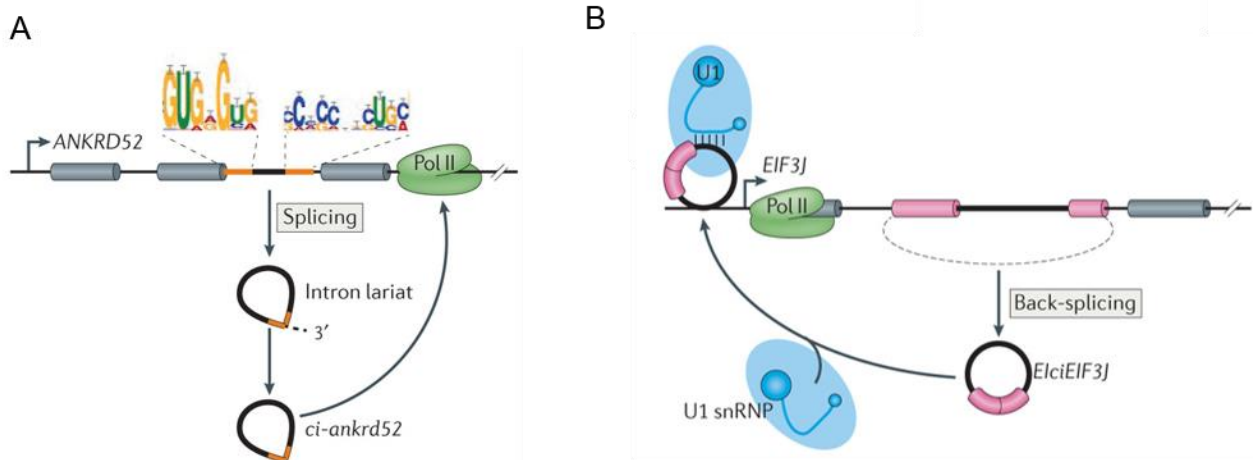 A
B
ANKRD52
Pol II
Splicing
Intron lariat
3′
ci-ankrd52
U1
EIF3J
Pol II
Back-splicing
EIciEIF3J
U1 snRNP